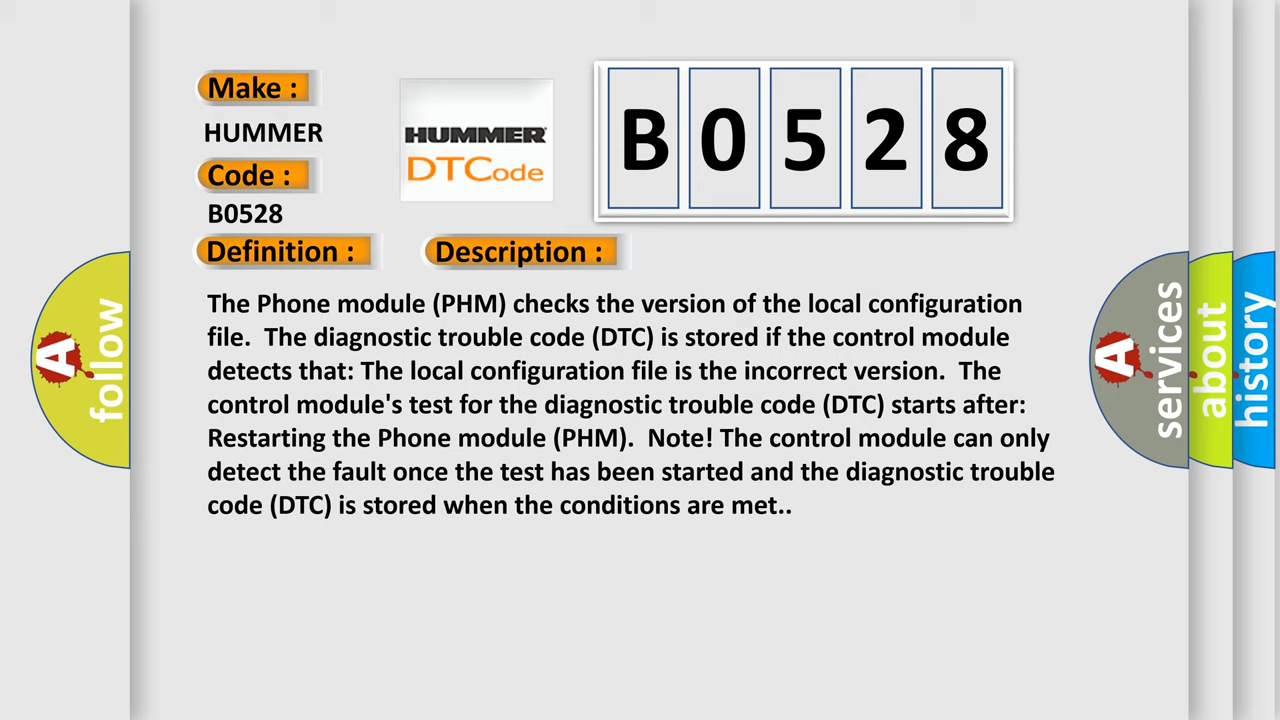 Make :
HUMMER
Code :
B0528
HUMMER
DTCode
B0528
Definition :
Description :
The Phone module (PHM) checks the version of the local configuration
file. The diagnostic trouble code (DTC) is stored if the control module
detects that: The local configuration file is the incorrect version. The
control module's test for the diagnostic trouble code (DTC) starts after:
Restarting the Phone module (PHM). Note! The control module can only
detect the fault once the test has been started and the diagnostic trouble
code (DTC) is stored when the conditions are met..
A
follow
A
services
about
history